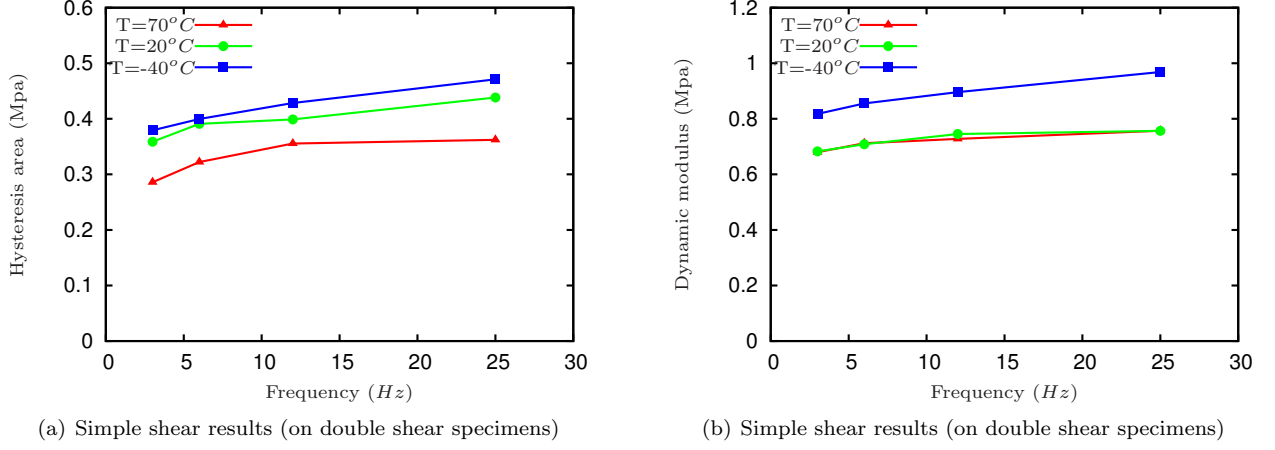 0.6
0.5
0.4
0.3
0.2
0.1
0
Hysteresis area (Mpa)
T=70°C
T=20°C
T=-40°C
0 5 10 15 20 25 30
Frequency (Hz)
(a) Simple shear results (on double shear specimens)
1.2
1
0.8
0.6
0.4
0.2
0
Dynamic modulus (Mpa)
T=70°C
T=20°C
T=-40°C
0 5 10 15 20 25 30
Frequency (Hz)
(b) Simple shear results (on double shear specimens)